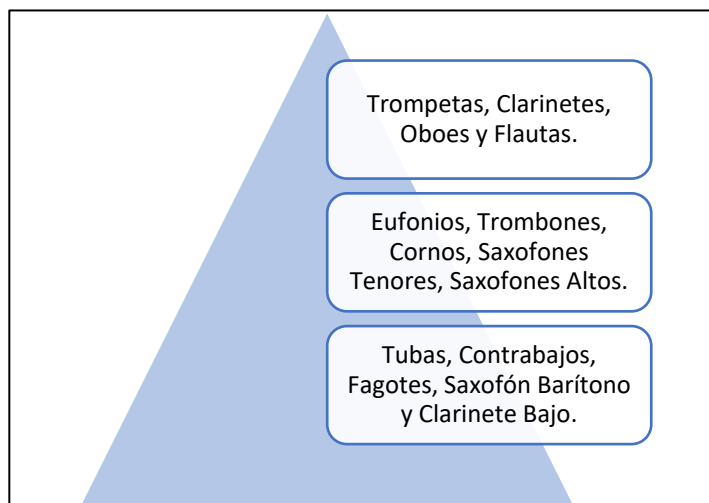 Trompetas, Clarinetes,
Oboes y Flautas.
Eufonios, Trombones,
Cornos, Saxofones
Tenores, Saxofones Altos.
Tubas, Contrabajos,
Fagotes, Saxofón Barítono
y Clarinete Bajo.